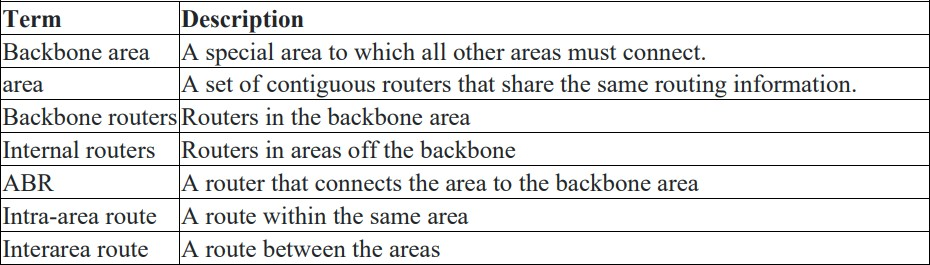 Term Description
Backbone area A special area to which all other areas must connect.
area A set of contiguous routers that share the same routing information.
Backbone routers Routers in the backbone area
Internal routers Routers in areas off the backbone
ABR A router that connects the area to the backbone area
Intra-area route A route within the same area
Interarea route A route between the areas